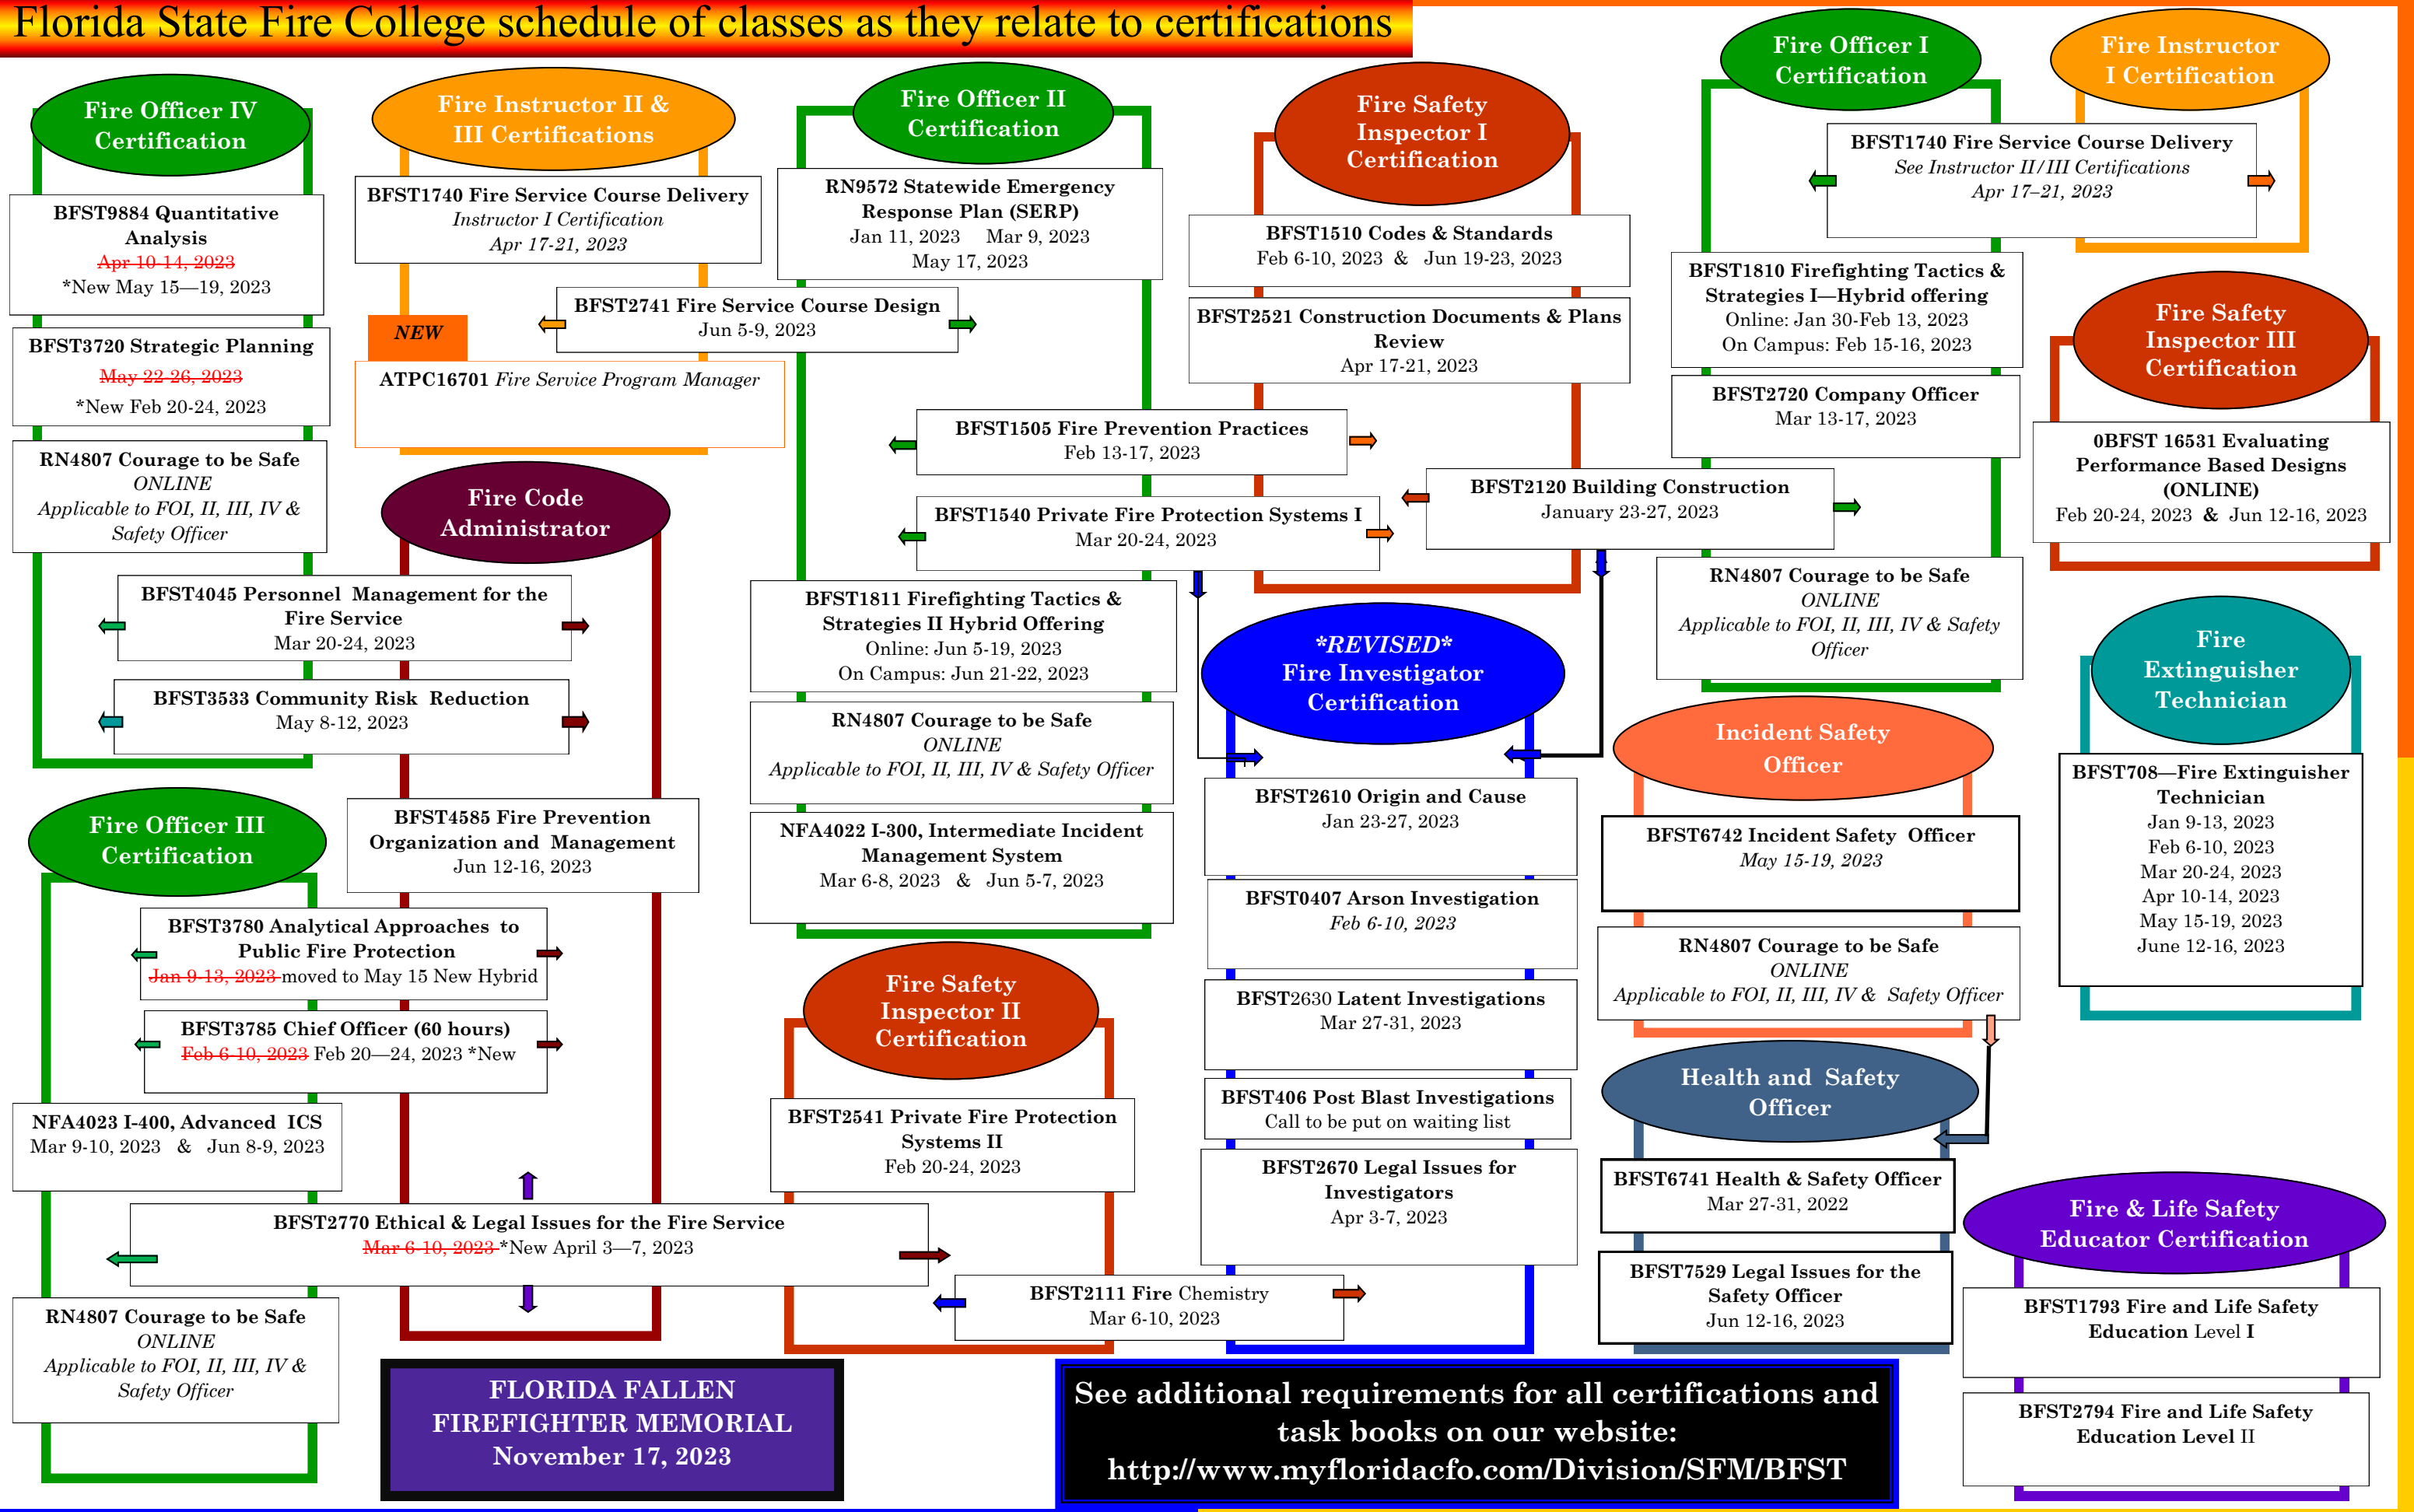 Florida State Fire College schedule of classes as they relate to certifications
Fire Officer IV
Certification
BFST9884 Quantitative
Analysis
Apr 10-14, 2023
*New May 15—19, 2023
BFST3720 Strategic Planning
May 22-26, 2023
*New Feb 20-24, 2023
RN4807 Courage to be Safe
ONLINE
Applicable to FOI, II, III, IV &
Safety Officer
BFST4045 Personnel Management for the
Fire Service
Mar 20-24, 2023
BFST3533 Community Risk Reduction
May 8-12, 2023
Fire Officer III
Certification
BFST3780 Analytical Approaches to
Public Fire Protection
Jan 9-13, 2023 moved to May 15 New Hybrid
BFST3785 Chief Officer (60 hours)
Feb 6-10, 2023 Feb 20—24, 2023 *New
NFA4023 I-400, Advanced ICS
Mar 9-10, 2023 & Jun 8-9, 2023
BFST2770 Ethical & Legal Issues for the Fire Service
Mar 6-10, 2023 *New April 3—7, 2023
RN4807 Courage to be Safe
ONLINE
Applicable to FOI, II, III, IV &
Safety Officer
Fire Instructor II &
III Certifications
BFST1740 Fire Service Course Delivery
Instructor I Certification
Apr 17-21, 2023
BFST2741 Fire Service Course Design
Jun 5-9, 2023
NEW
ATPC16701 Fire Service Program Manager
Fire Code
Administrator
BFST4585 Fire Prevention
Organization and Management
Jun 12-16, 2023
FLORIDA FALLEN
FIREFIGHTER MEMORIAL
November 17, 2023
Fire Officer II
Certification
RN9572 Statewide Emergency
Response Plan (SERP)
Jan 11, 2023 Mar 9, 2023
May 17, 2023
BFST1505 Fire Prevention Practices
Feb 13-17, 2023
BFST1540 Private Fire Protection Systems I
Mar 20-24, 2023
BFST1811 Firefighting Tactics &
Strategies II Hybrid Offering
Online: Jun 5-19, 2023
On Campus: Jun 21-22, 2023
RN4807 Courage to be Safe
ONLINE
Applicable to FOI, II, III, IV & Safety Officer
NFA4022 I-300, Intermediate Incident
Management System
Mar 6-8, 2023 & Jun 5-7, 2023
Fire Safety
Inspector II
Certification
BFST2541 Private Fire Protection
Systems II
Feb 20-24, 2023
BFST2111 Fire Chemistry
Mar 6-10, 2023
Fire Safety
Inspector I
Certification
BFST1510 Codes & Standards
Feb 6-10, 2023 & Jun 19-23, 2023
BFST2521 Construction Documents & Plans
Review
Apr 17-21, 2023
BFST2120 Building Construction
January 23-27, 2023
*REVISED*
Fire Investigator
Certification
BFST2610 Origin and Cause
Jan 23-27, 2023
BFST0407 Arson Investigation
Feb 6-10, 2023
BFST2630 Latent Investigations
Mar 27-31, 2023
BFST406 Post Blast Investigations
Call to be put on waiting list
BFST2670 Legal Issues for
Investigators
Apr 3-7, 2023
See additional requirements for all certifications and
task books on our website:
http://www.myfloridacfo.com/Division/SFM/BFST
Fire Officer I
Certification
Fire Instructor
I Certification
BFST1740 Fire Service Course Delivery
See Instructor II/III Certifications
Apr 17–21, 2023
BFST1810 Firefighting Tactics &
Strategies I—Hybrid offering
Online: Jan 30-Feb 13, 2023
On Campus: Feb 15-16, 2023
BFST2720 Company Officer
Mar 13-17, 2023
RN4807 Courage to be Safe
ONLINE
Applicable to FOI, II, III, IV & Safety
Officer
Incident Safety
Officer
BFST6742 Incident Safety Officer
May 15-19, 2023
RN4807 Courage to be Safe
ONLINE
Applicable to FOI, II, III, IV & Safety Officer
Health and Safety
Officer
BFST6741 Health & Safety Officer
Mar 27-31, 2022
BFST7529 Legal Issues for the
Safety Officer
Jun 12-16, 2023
Fire Safety
Inspector III
Certification
0BFST 16531 Evaluating
Performance Based Designs
(ONLINE)
Feb 20-24, 2023 & Jun 12-16, 2023
Fire
Extinguisher
Technician
BFST708—Fire Extinguisher
Technician
Jan 9-13, 2023
Feb 6-10, 2023
Mar 20-24, 2023
Apr 10-14, 2023
May 15-19, 2023
June 12-16, 2023
Fire & Life Safety
Educator Certification
BFST1793 Fire and Life Safety
Education Level I
BFST2794 Fire and Life Safety
Education Level II